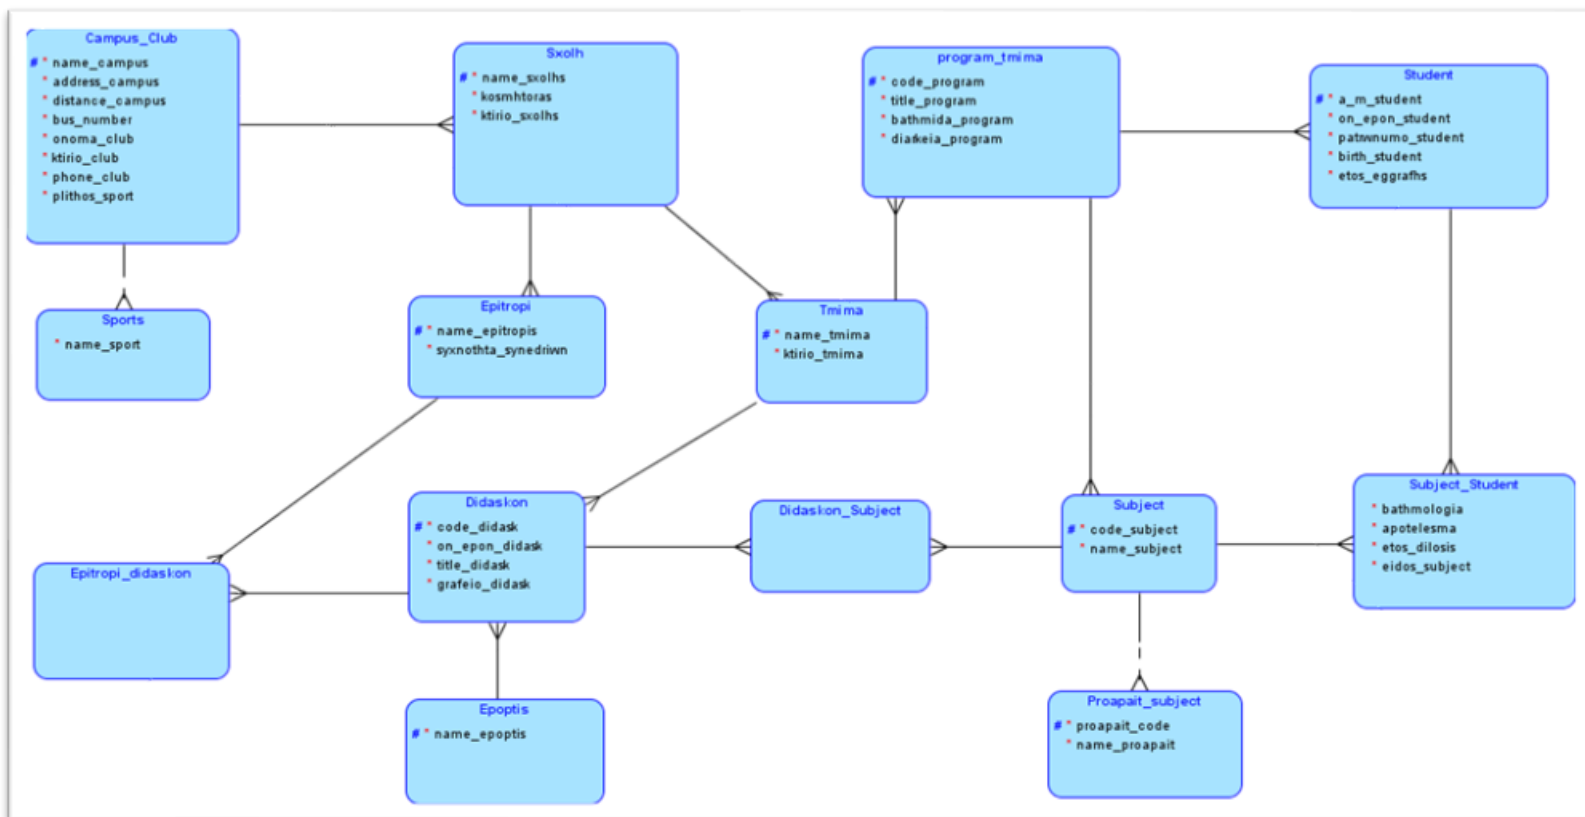 Campus_Club
# * name_campus
* address_campus
* distance_campus
* bus_number
* onoma_club
* ktirio_club
* phone_club
* plithos_sport
Sxolh
# * name_sxolhs
* kosmhtoras
* ktirio_sxolhs
program_tmima
# * code_program
* title_program
* bathmida_program
* diarkeia_program
Student
# * a_m_student
* on_epon_student
* patwnumo_student
* birth_student
* etos_eggrafhs
Sports
* name_sport
Epitropi
# * name_epitropis
* syxnothta_synedriwn
Tmima
# * name_tmima
* ktirio_tmima
Epitropi_didaskon
Didaskon
# * code_didask
* on_epon_didask
* title_didask
* grafeio_didask
Didaskon_Subject
Subject
# * code_subject
* name_subject
Subject_Student
* bathmologia
* apotelesma
* etos_dilosis
* eidos_subject
Epoptis
# * name_epoptis
Proapait_subject
# * proapait_code
* name_proapait